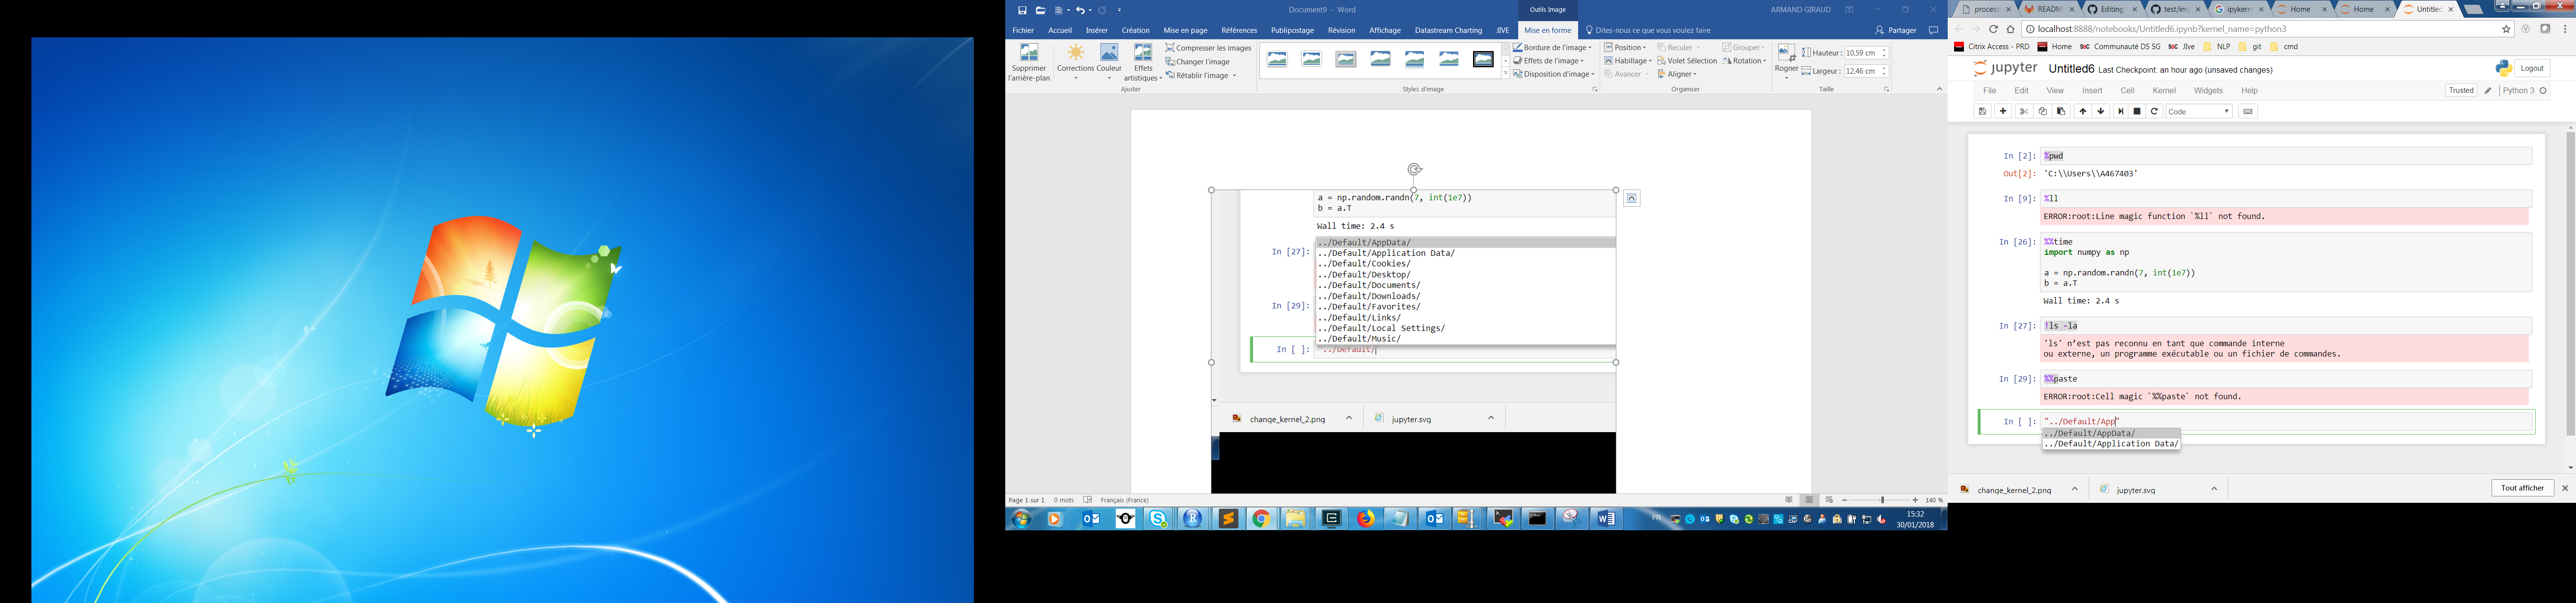 Document9 - Word
Outils Image
ARMAND GIRAUD
Fichier Accueil Insérer Création Mise en page Références Publipostage Révision Affichage Datastream Charting JIVE Mise en forme Dites-nous ce que vous voulez faire Partager
Supprimer l'arrière-plan
Corrections
Couleur
Effets artistiques
Compresser les images
Changer l'image
Rétablir l'image
Ajuster
Styles d'image
Bordure de l'image
Effets de l'image
Disposition d'image
Position
Habillage
Avancer
Reculer
Volet Sélection
Aligner
Grouper
Rotation
Organiser
Rogner
Hauteur : 10,59 cm
Largeur : 12,46 cm
Taille
a = np.random.randn(7, int(1e7))
b = a.T
Wall time: 2.4 s
In [27]:
In [29]:
../Default/AppData/
../Default/Application Data/
../Default/Cookies/
../Default/Desktop/
../Default/Documents/
../Default/Downloads/
../Default/Favorites/
../Default/Links/
../Default/Local Settings/
../Default/Music/
In [ ]: "../Default/
change_kernel_2.png
jupyter.svg
Page 1 sur 1 0 mots Français (France)
140 %
FR
15:32
30/01/2018
process
READM
Editing
test/im
ipykern
Home
Home
Untitled
localhost:8888/notebooks/Untitled6.ipynb?kernel_name=python3
Citrix Access - PRD Home Communauté DS SG Jive NLP git cmd
jupyter Untitled6 Last Checkpoint: an hour ago (unsaved changes)
Logout
File Edit View Insert Cell Kernel Widgets Help
Trusted
Python 3
Code
In [2]: %pwd
Out[2]: 'C:\\Users\\A467403'
In [9]: %ll
ERROR:root:Line magic function `%ll` not found.
In [26]: %%time
import numpy as np
a = np.random.randn(7, int(1e7))
b = a.T
Wall time: 2.4 s
In [27]: !ls -la
'ls' n'est pas reconnu en tant que commande interne
ou externe, un programme exécutable ou un fichier de commandes.
In [29]: %%paste
ERROR:root:Cell magic `%%paste` not found.
In [ ]: "../Default/App"
../Default/AppData/
../Default/Application Data/
change_kernel_2.png
jupyter.svg
Tout afficher